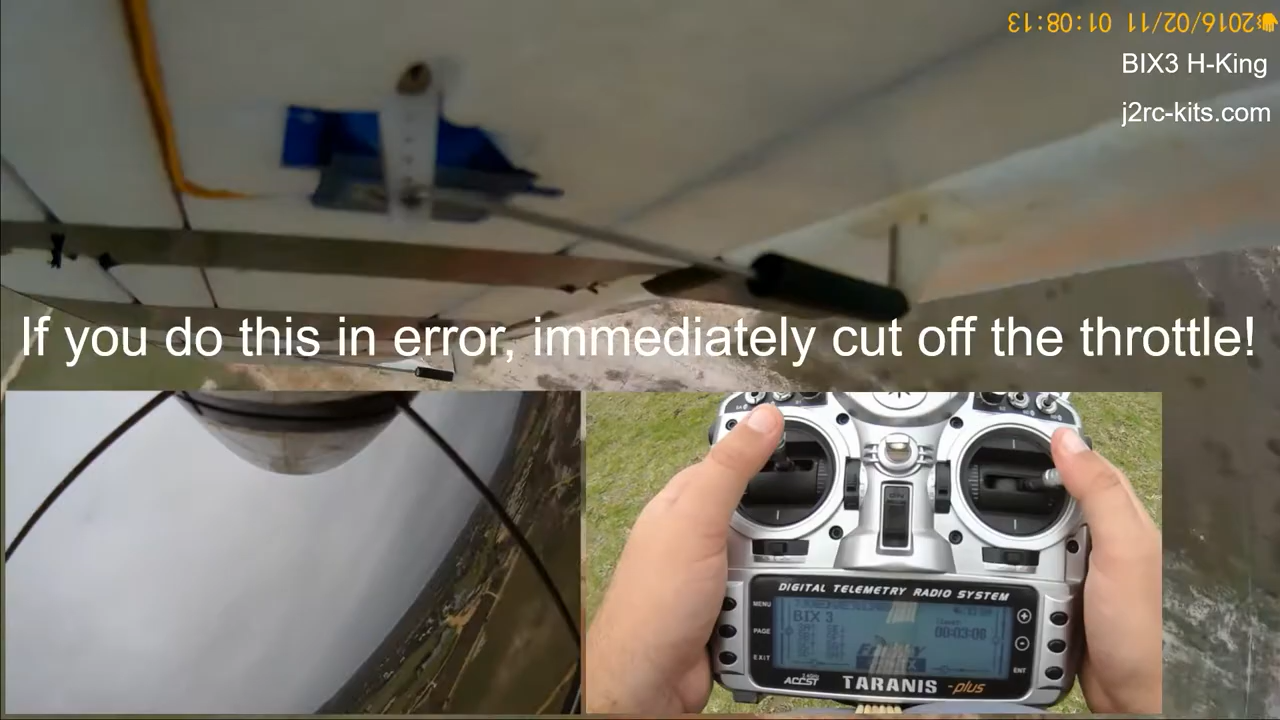 2016/02/11 01:08:13
BIX3 H-King
j2rc-kits.com
If you do this in error, immediately cut off the throttle!
DIGITAL TELEMETRY RADIO SYSTEM
MENU
PAGE
EXIT
BIX 3
00:03:00
ENT
ACCST
TARANIS -plus